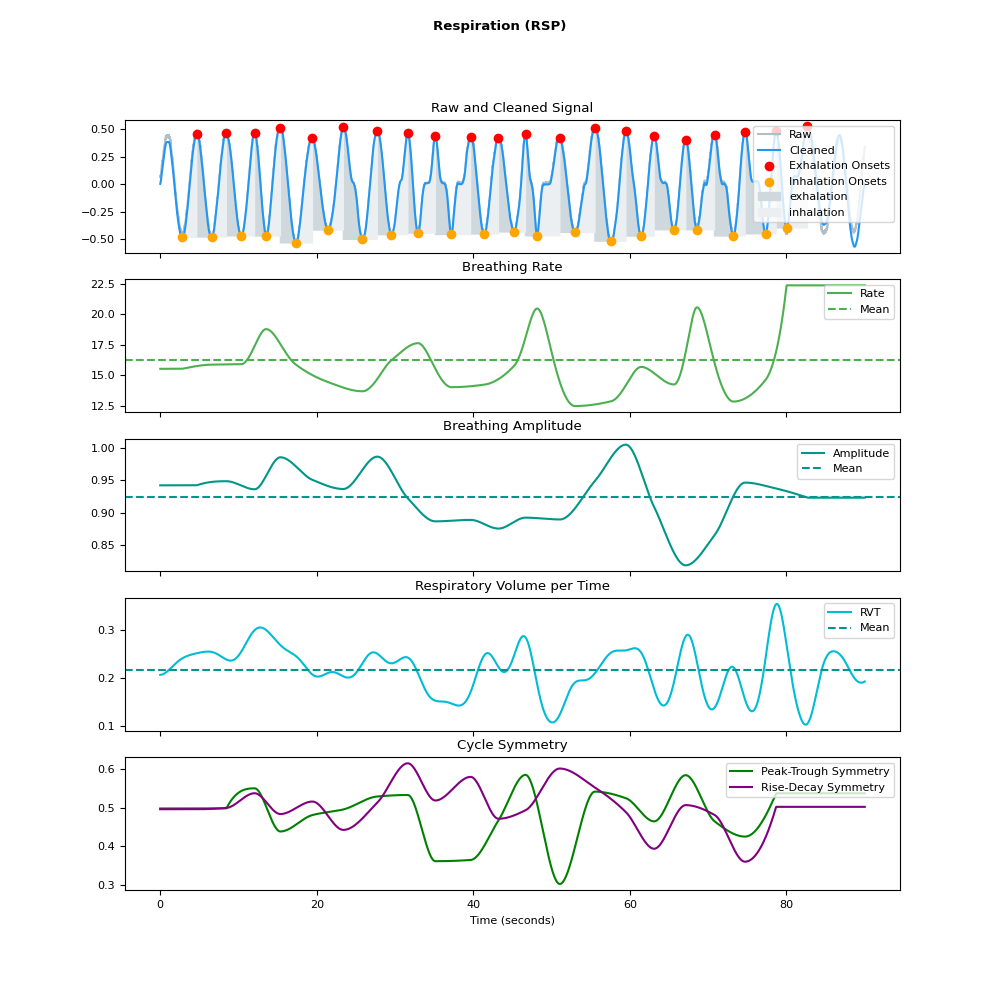 Respiration (RSP)
Raw and Cleaned Signal
0.50
0.25
0.00
−0.25
−0.50
Raw
Cleaned
Exhalation Onsets
Inhalation Onsets
exhalation
inhalation
Breathing Rate
22.5
20.0
17.5
15.0
12.5
Rate
Mean
Breathing Amplitude
1.00
0.95
0.90
0.85
Amplitude
Mean
Respiratory Volume per Time
0.3
0.2
0.1
RVT
Mean
Cycle Symmetry
0.6
0.5
0.4
0.3
Peak-Trough Symmetry
Rise-Decay Symmetry
0 20 40 60 80
Time (seconds)